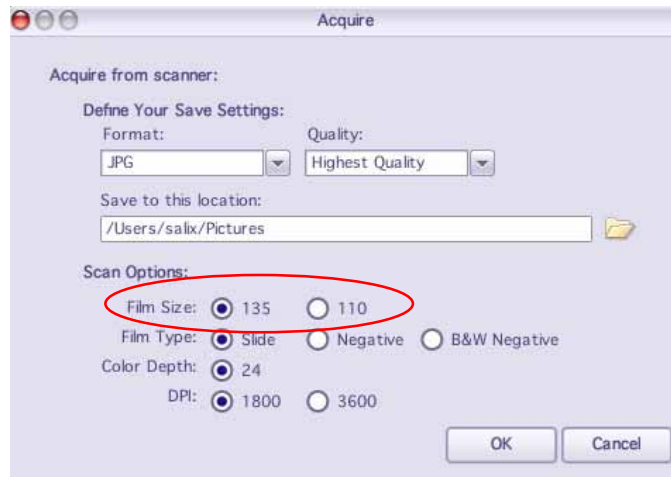 Acquire
Acquire from scanner:
Define Your Save Settings:
Format: Quality:
JPG Highest Quality
Save to this location:
/Users/salix/Pictures
Scan Options:
Film Size: 135 110
Film Type: Slide Negative B&W Negative
Color Depth: 24
DPI: 1800 3600
OK Cancel